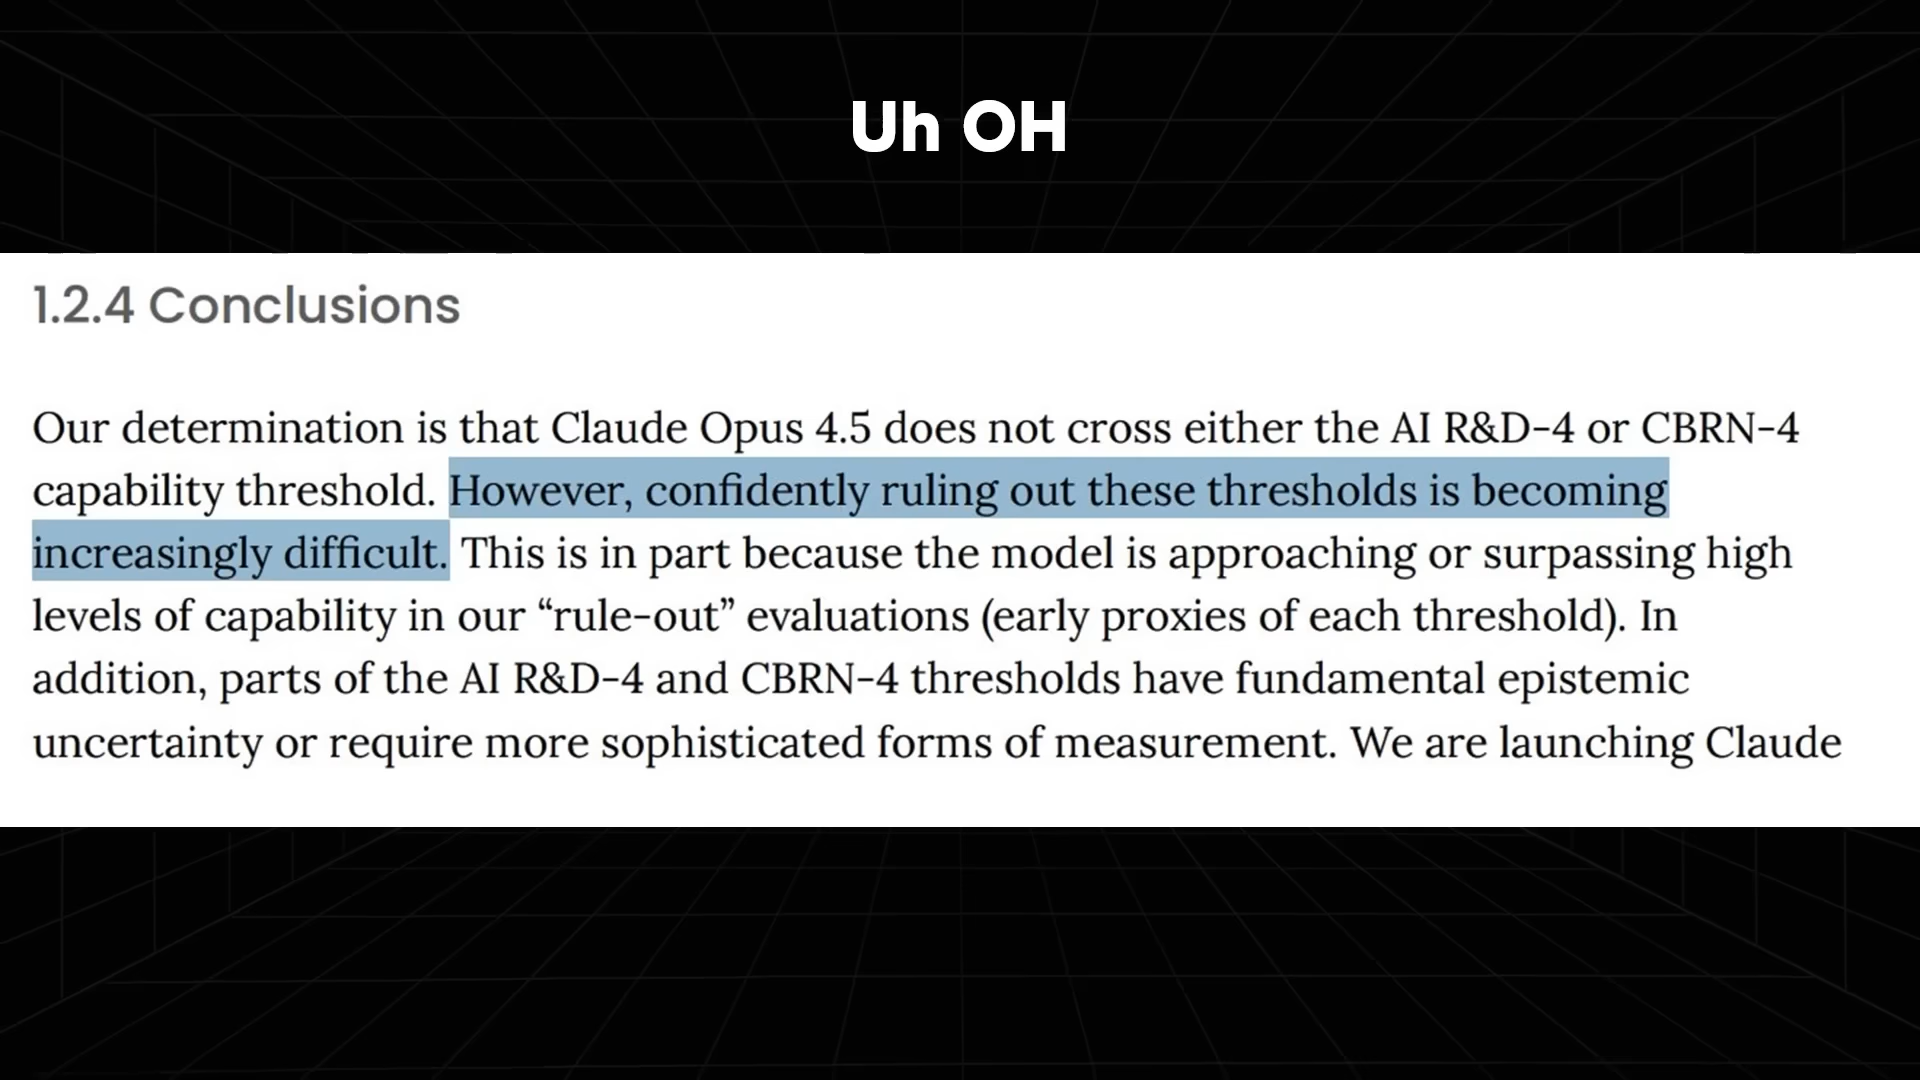 Uh OH
1.2.4 Conclusions
Our determination is that Claude Opus 4.5 does not cross either the AI R&D-4 or CBRN-4
capability threshold. However, confidently ruling out these thresholds is becoming
increasingly difficult. This is in part because the model is approaching or surpassing high
levels of capability in our “rule-out” evaluations (early proxies of each threshold). In
addition, parts of the AI R&D-4 and CBRN-4 thresholds have fundamental epistemic
uncertainty or require more sophisticated forms of measurement. We are launching Claude